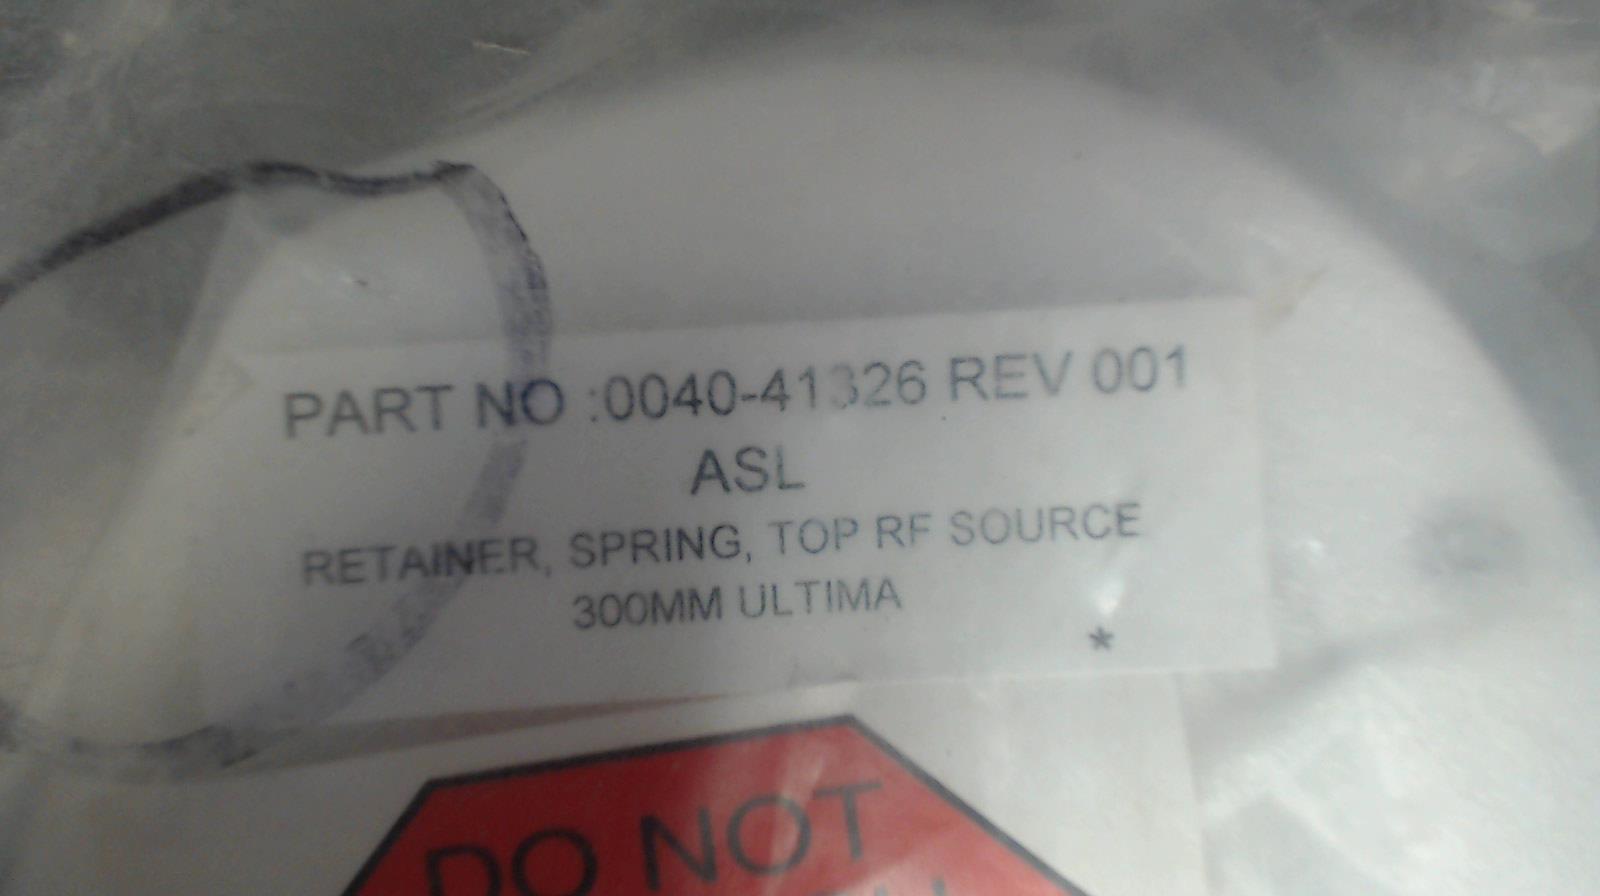 PART NO :0040-41326 REV 001
ASL
RETAINER, SPRING, TOP RF SOURCE
300MM ULTIMA
*
DO NOT